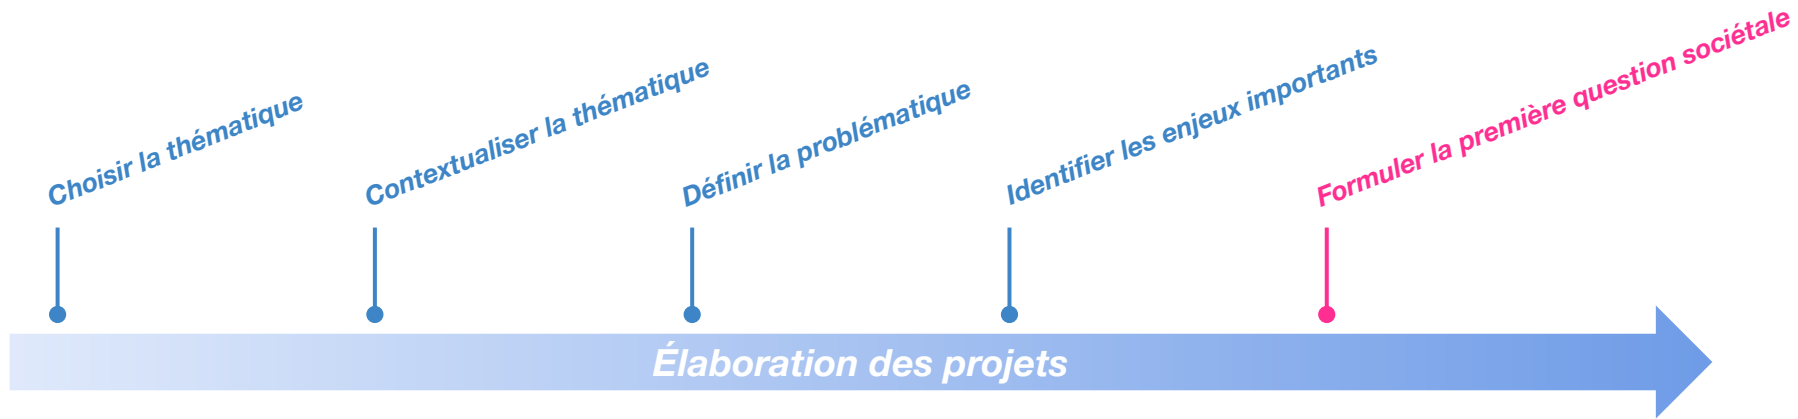 Choisir la thématique
Contextualiser la thématique
Définir la problématique
Identifier les enjeux importants
Formuler la première question sociétale
Élaboration des projets